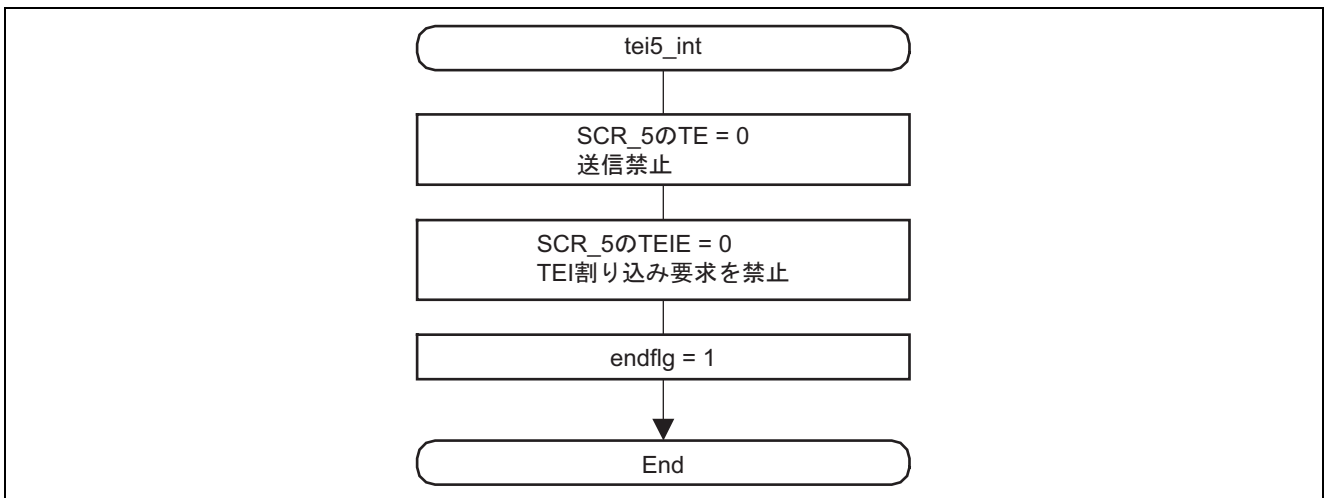 tei5_int
SCR_5のTE = 0
送信禁止
SCR_5のTEIE = 0
TEI割り込み要求を禁止
endflg = 1
End